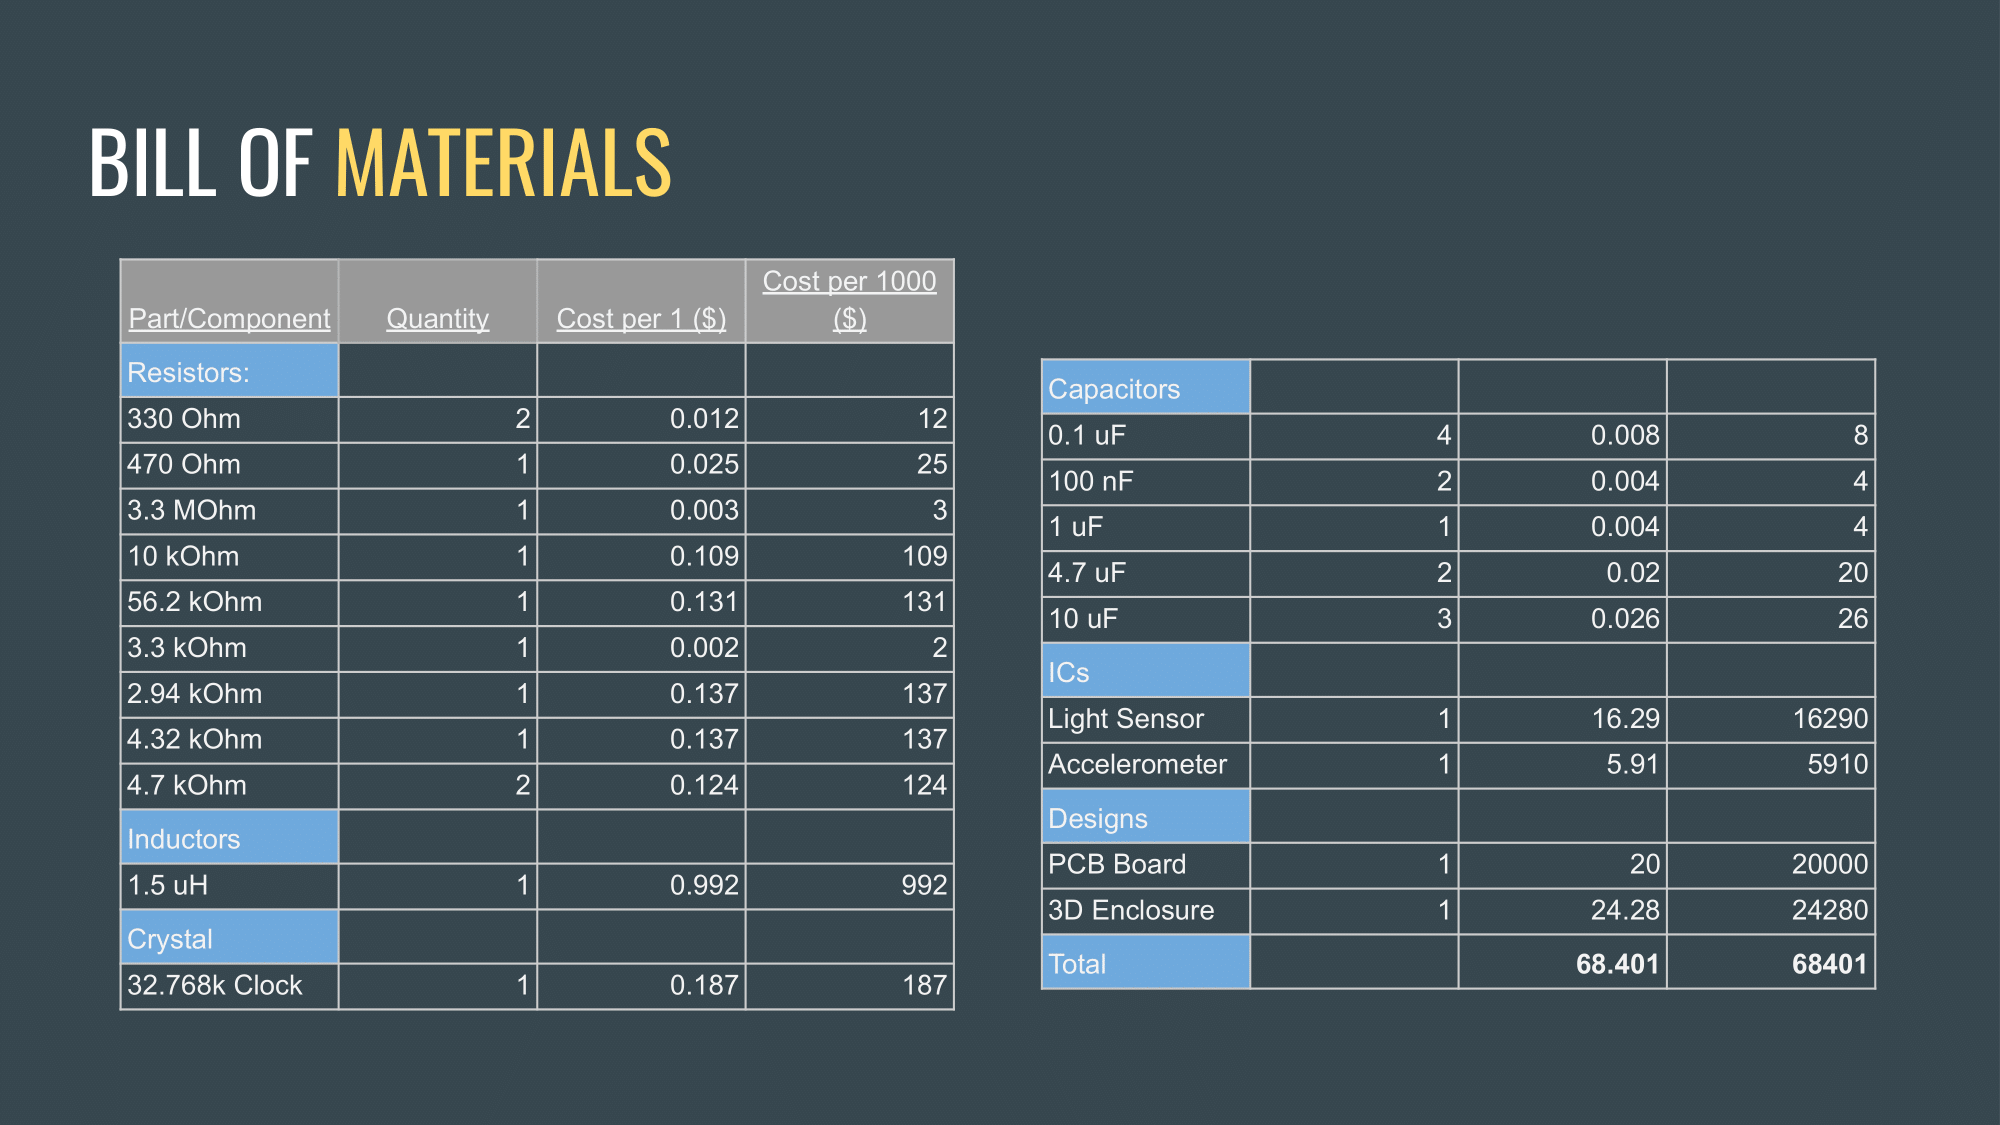 BILL OF MATERIALS
Part/Component Quantity Cost per 1 ($) Cost per 1000 ($)
Resistors:
330 Ohm 2 0.012 12
470 Ohm 1 0.025 25
3.3 MOhm 1 0.003 3
10 kOhm 1 0.109 109
56.2 kOhm 1 0.131 131
3.3 kOhm 1 0.002 2
2.94 kOhm 1 0.137 137
4.32 kOhm 1 0.137 137
4.7 kOhm 2 0.124 124
Inductors
1.5 uH 1 0.992 992
Crystal
32.768k Clock 1 0.187 187
Capacitors
0.1 uF 4 0.008 8
100 nF 2 0.004 4
1 uF 1 0.004 4
4.7 uF 2 0.02 20
10 uF 3 0.026 26
ICs
Light Sensor 1 16.29 16290
Accelerometer 1 5.91 5910
Designs
PCB Board 1 20 20000
3D Enclosure 1 24.28 24280
Total 68.401 68401